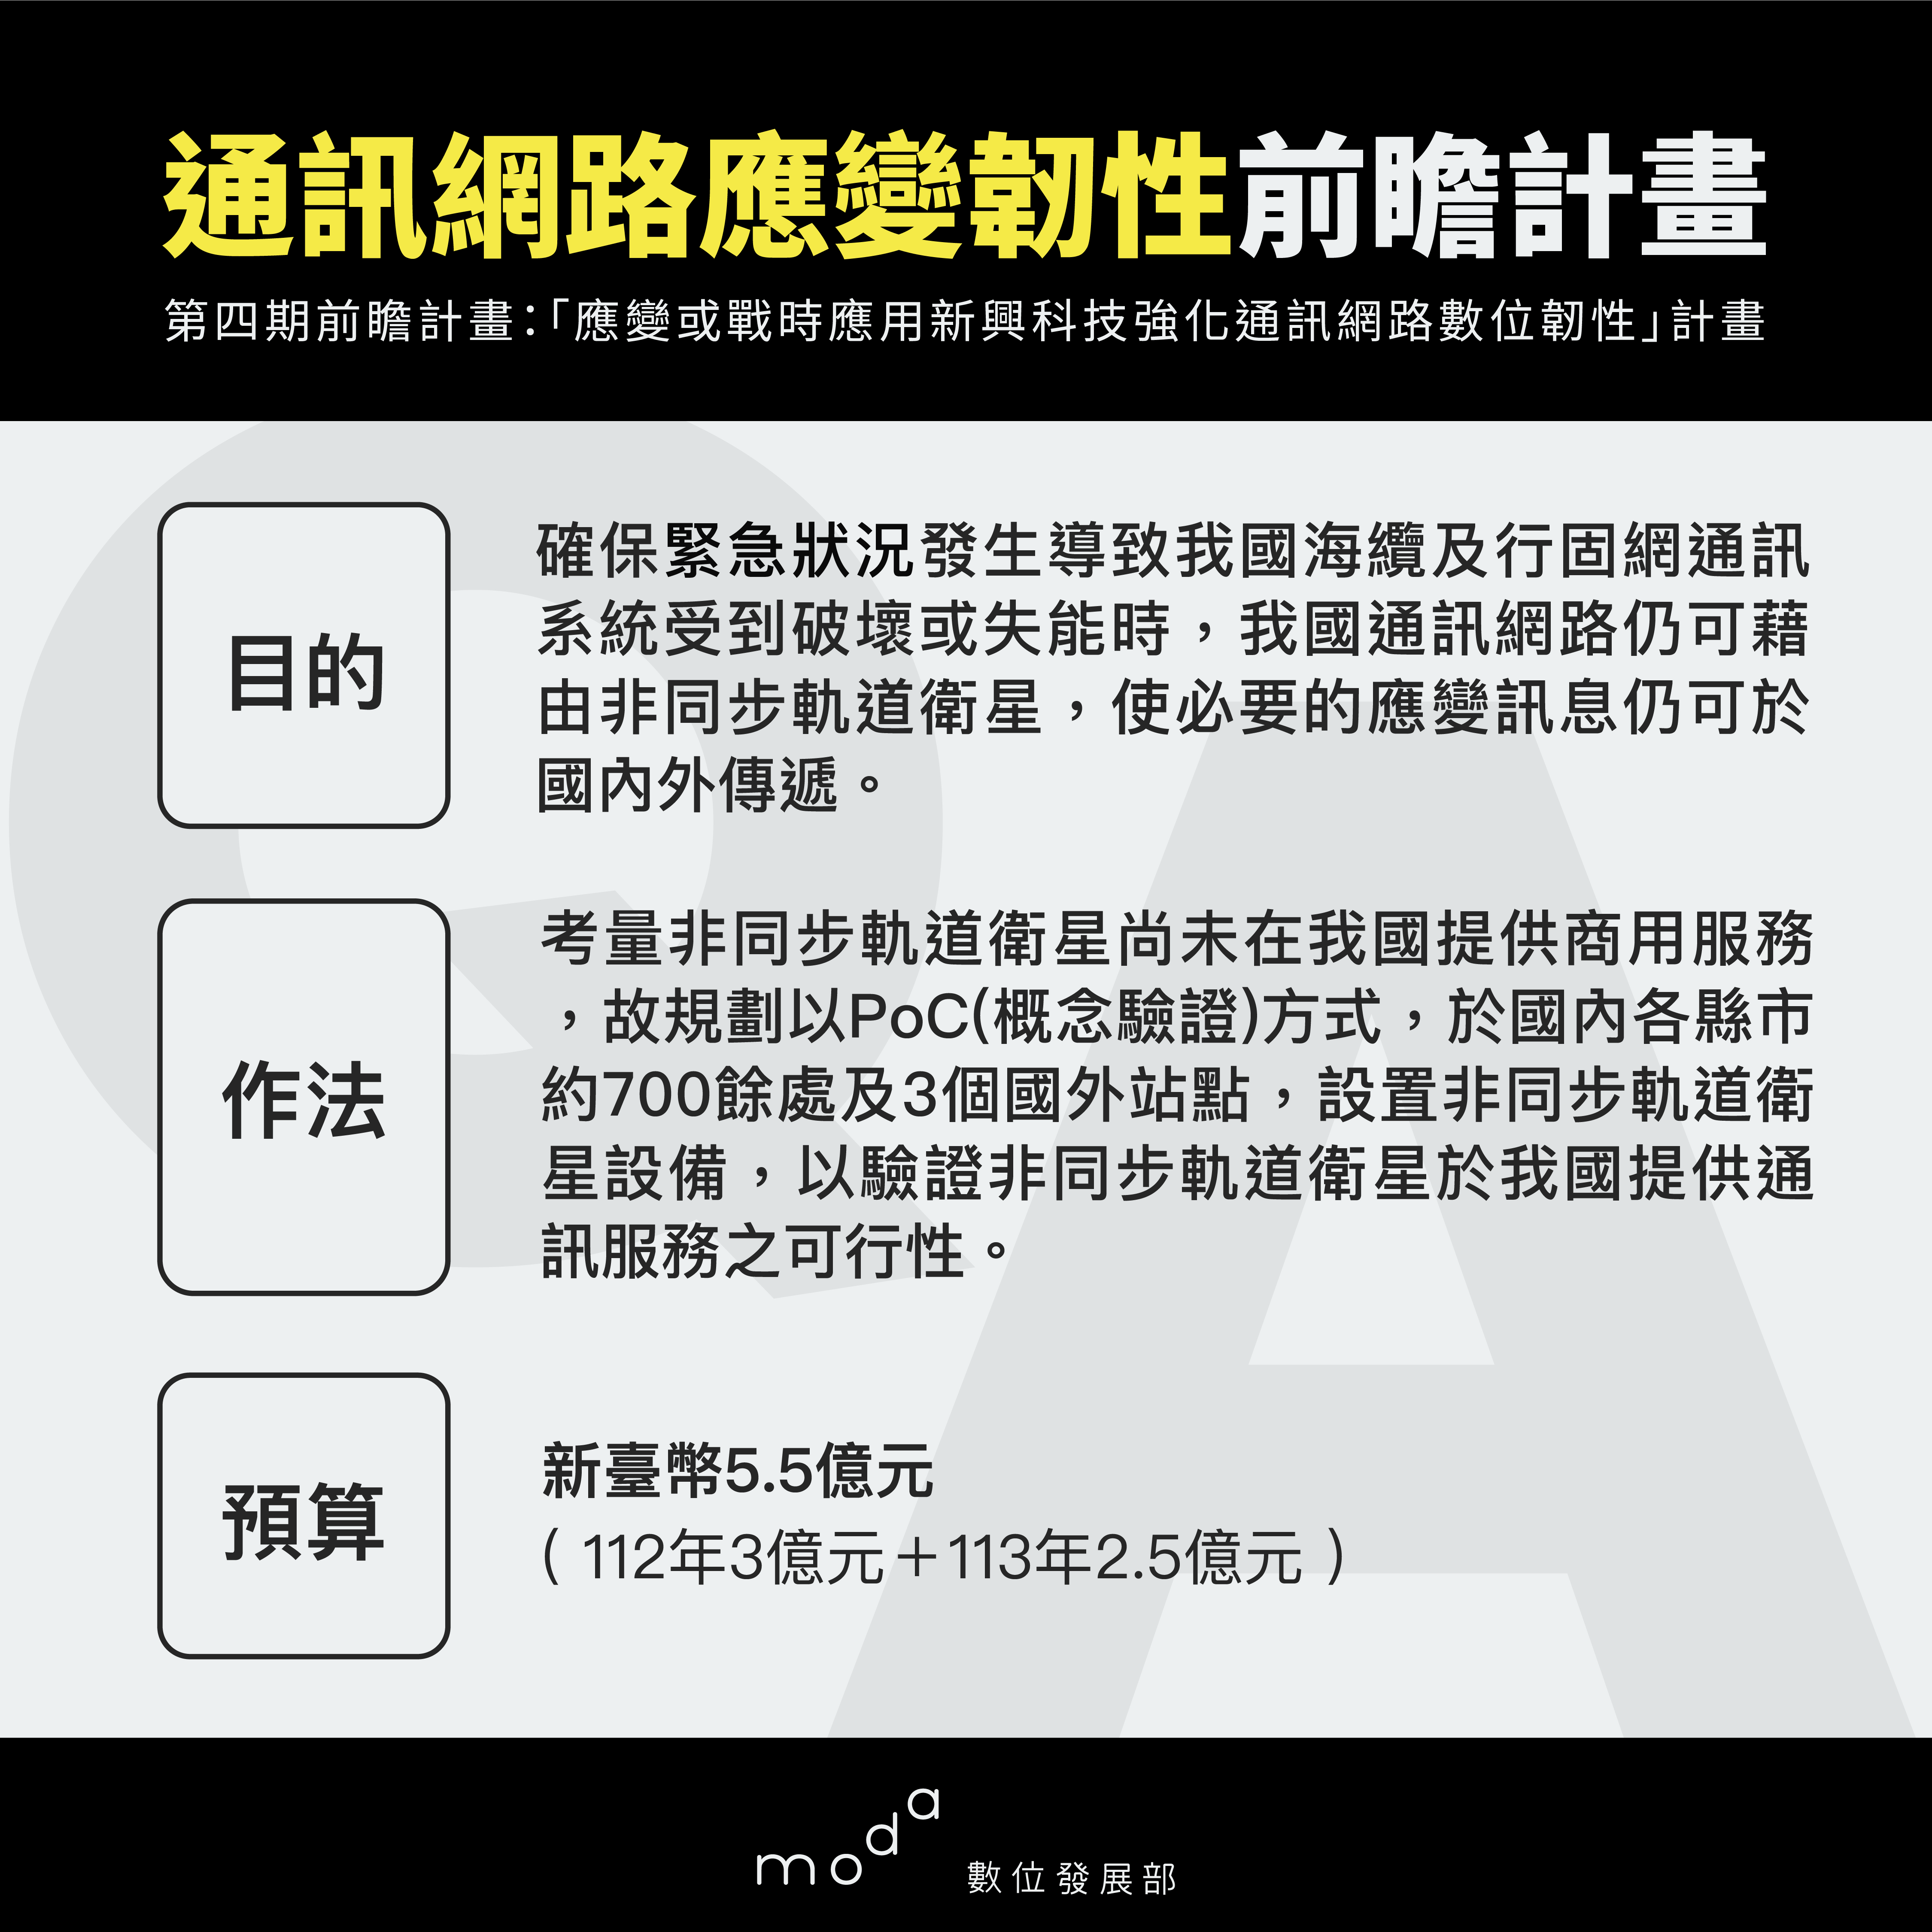 通訊網路應變韌性前瞻計畫
第四期前瞻計畫：「應變或戰時應用新興科技強化通訊網路數位韌性」計畫
目的
確保緊急狀況發生導致我國海纜及行固網通訊
系統受到破壞或失能時，我國通訊網路仍可藉
由非同步軌道衛星，使必要的應變訊息仍可於
國內外傳遞。
作法
考量非同步軌道衛星尚未在我國提供商用服務
，故規劃以PoC(概念驗證)方式，於國內各縣市
約700餘處及3個國外站點，設置非同步軌道衛
星設備，以驗證非同步軌道衛星於我國提供通
訊服務之可行性。
預算
新臺幣5.5億元
（112年3億元＋113年2.5億元）
moda 數位發展部